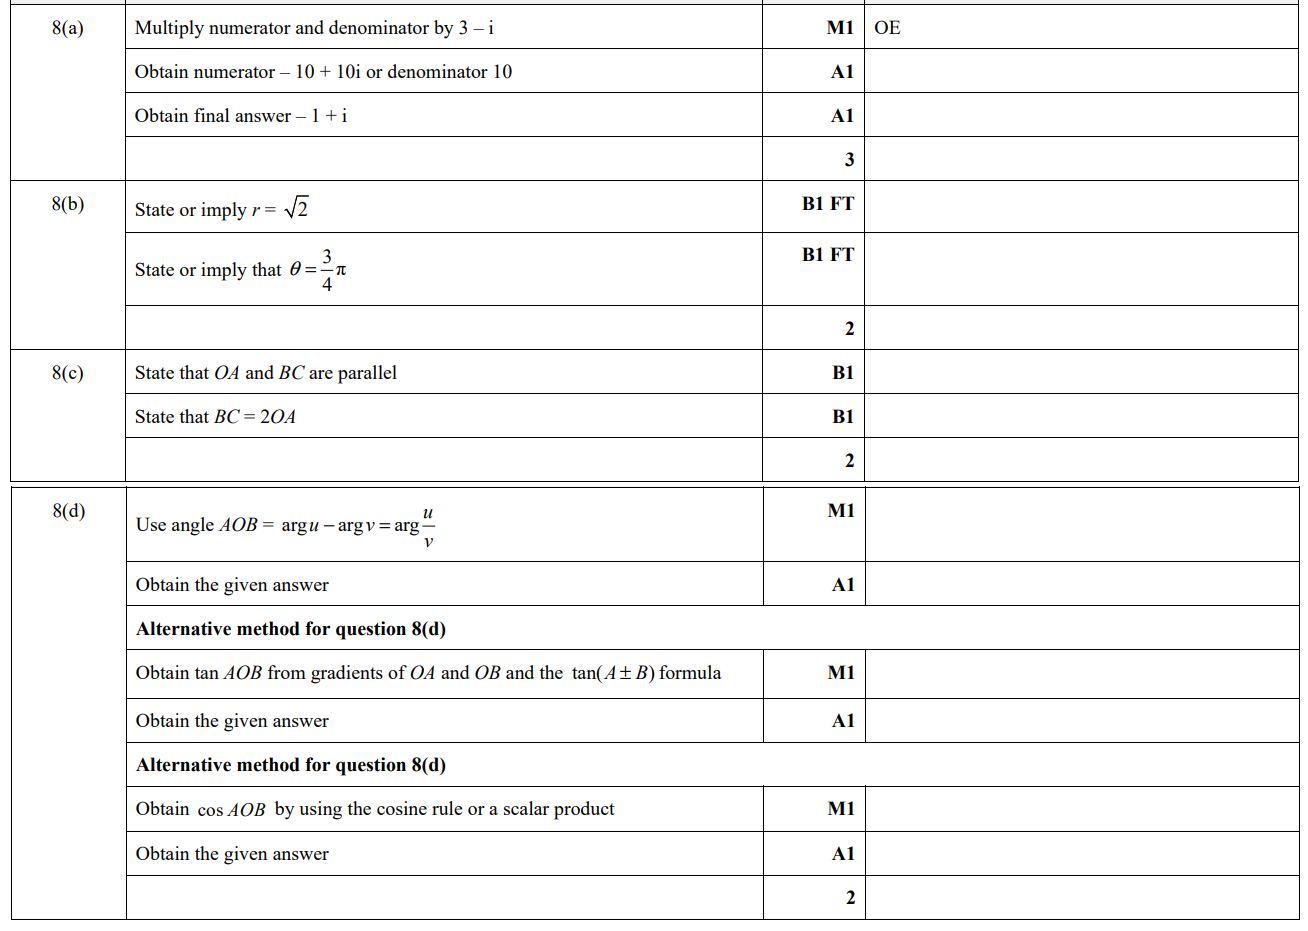 8(a) Multiply numerator and denominator by 3 – i M1 OE
Obtain numerator – 10 + 10i or denominator 10 A1
Obtain final answer – 1 + i A1
3
8(b) State or imply r = √2 B1 FT
State or imply that θ = 3/4 π B1 FT
2
8(c) State that OA and BC are parallel B1
State that BC = 2OA B1
2
8(d) Use angle AOB = arg u – arg v = arg u/v M1
Obtain the given answer A1
Alternative method for question 8(d)
Obtain tan AOB from gradients of OA and OB and the tan(A ± B) formula M1
Obtain the given answer A1
Alternative method for question 8(d)
Obtain cos AOB by using the cosine rule or a scalar product M1
Obtain the given answer A1
2